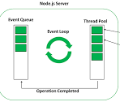 Node.js Server
Event Queue
Event Loop
Thread Pool
Operation Completed